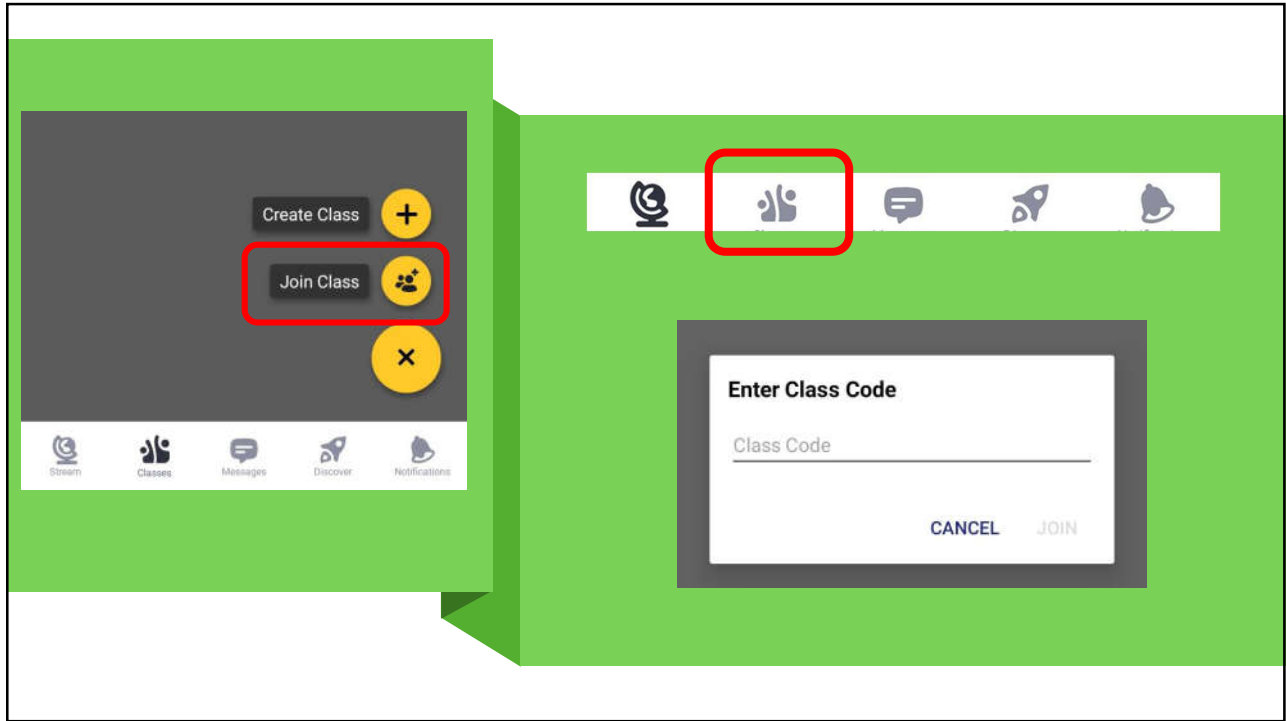 Create Class
Join Class
Stream Classes Messages Discover Notifications
Enter Class Code
Class Code
CANCEL JOIN